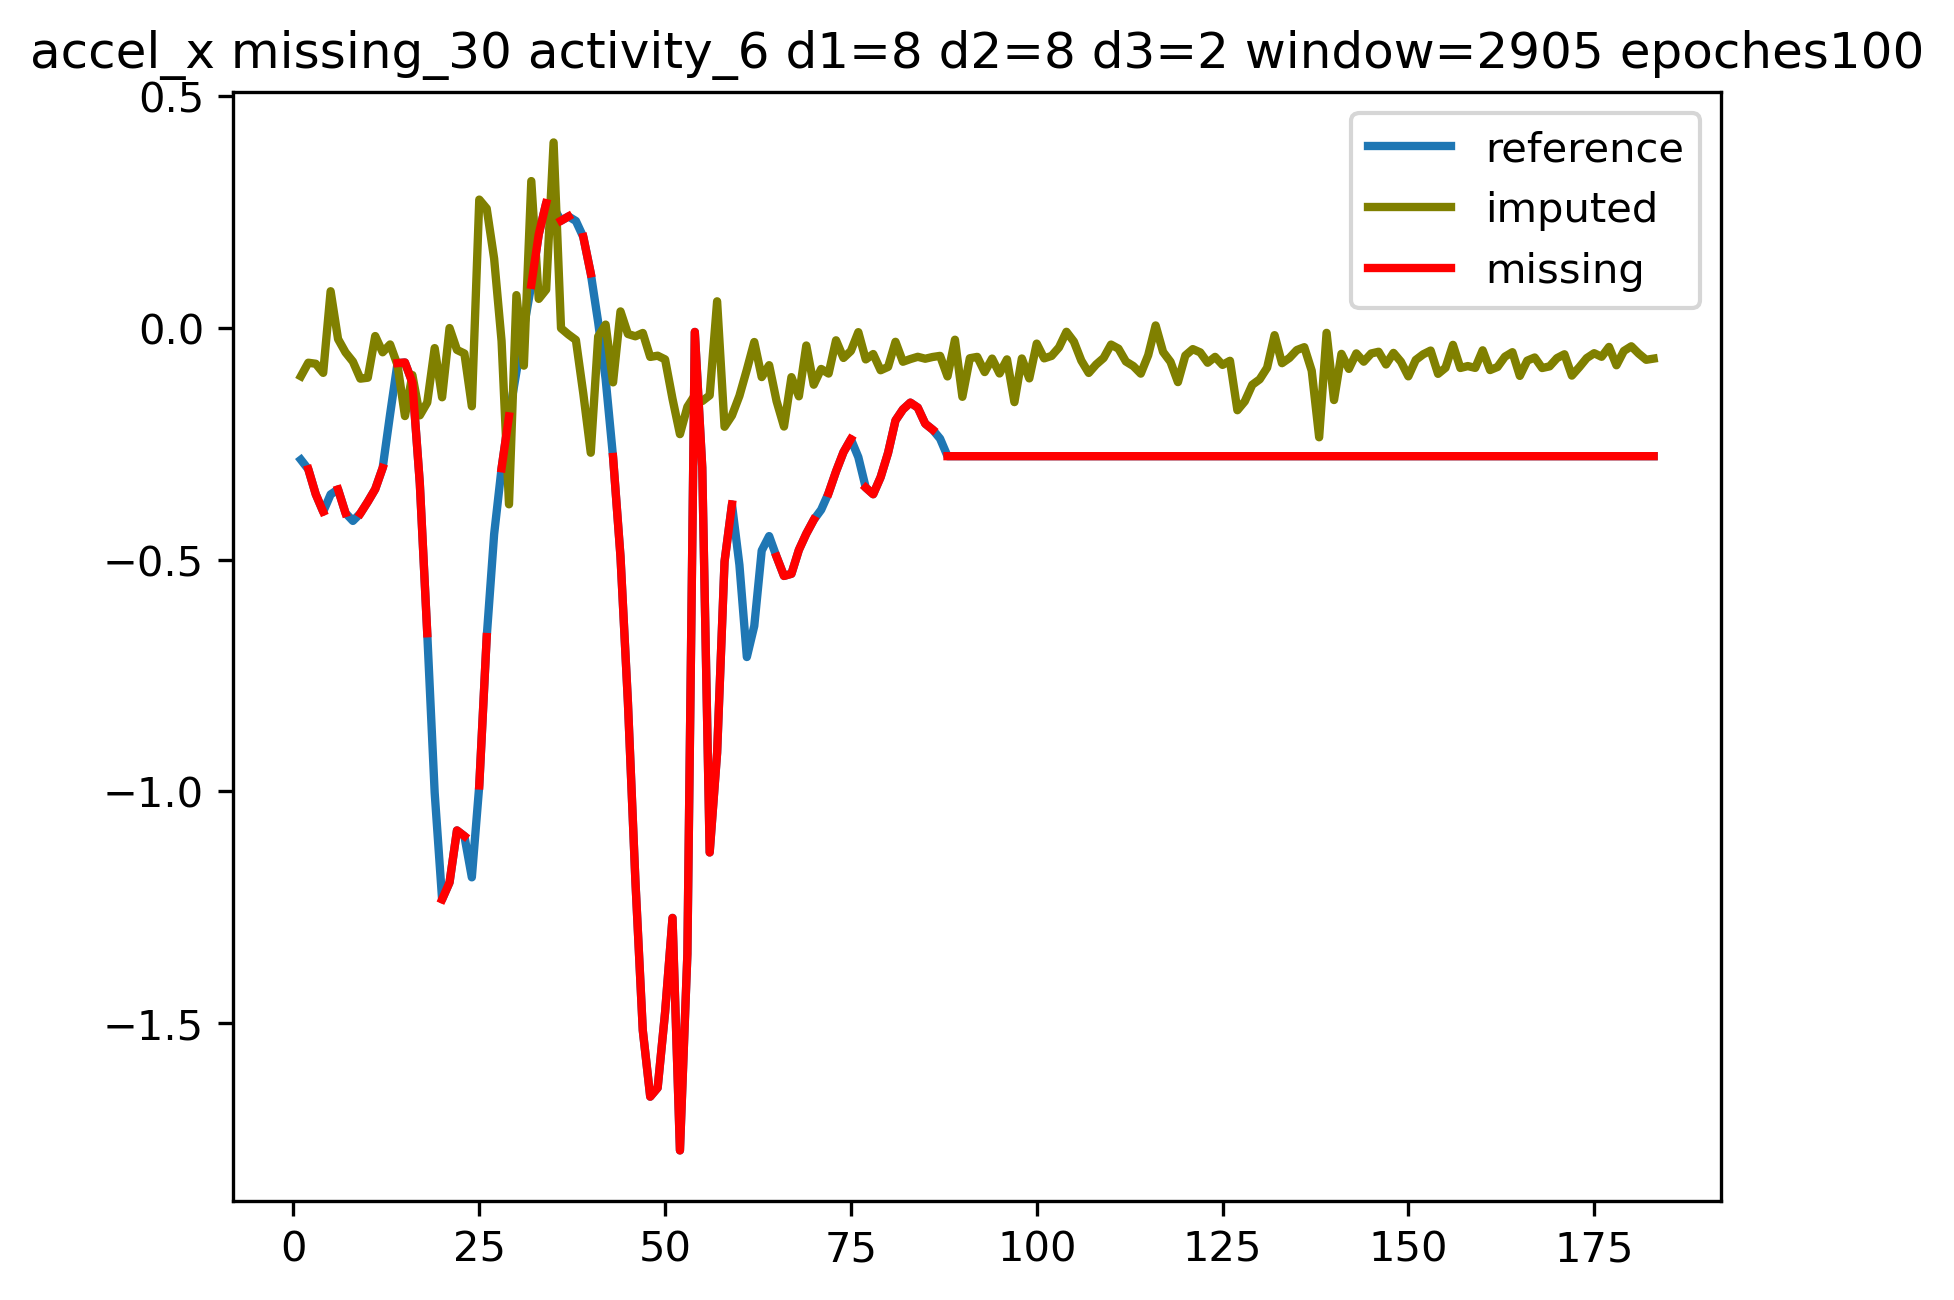 accel_x missing_30 activity_6 d1=8 d2=8 d3=2 window=2905 epoches100
reference
imputed
missing
0.5
0.0
−0.5
−1.0
−1.5
0 25 50 75 100 125 150 175